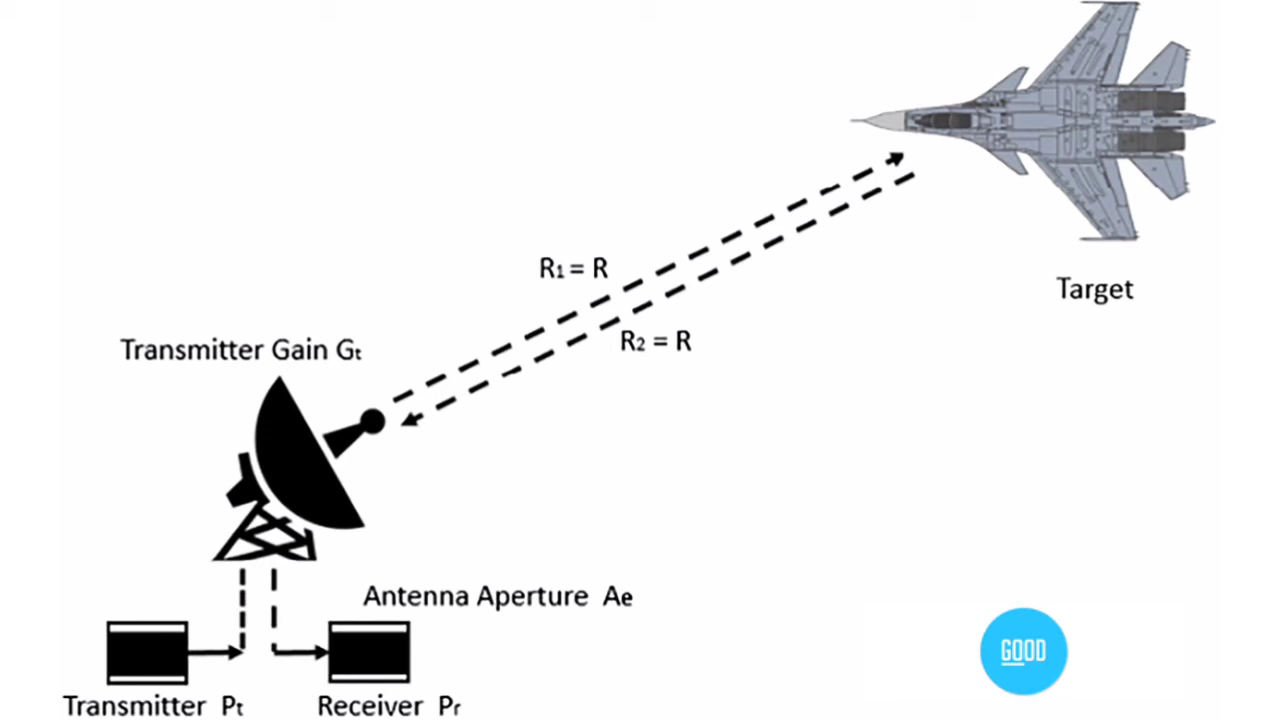 R1 = R
Target
R2 = R
Transmitter Gain Gt
Antenna Aperture Ae
GOOD
Transmitter Pt
Receiver Pr